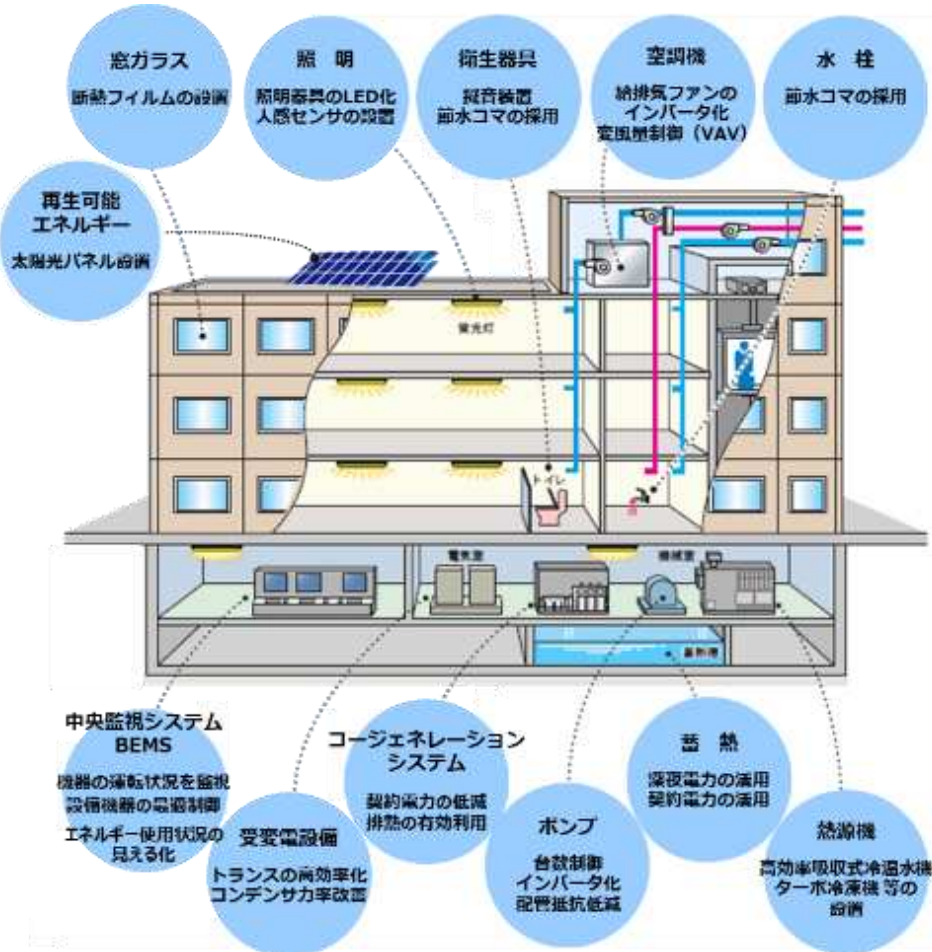 窓ガラス
断熱フィルムの設置
照　明
照明器具のLED化
人感センサの設置
衛生器具
擬音装置
節水コマの採用
空調機
給排気ファンの
インバータ化
変風量制御（VAV）
水　栓
節水コマの採用
再生可能
エネルギー
太陽光パネル設置
蛍光灯
トイレ
電気室
機械室
蓄熱槽
中央監視システム
BEMS
機器の運転状況を監視
設備機器の最適制御
エネルギー使用状況の
見える化
受変電設備
トランスの高効率化
コンデンサ力率改善
コージェネレーション
システム
契約電力の低減
排熱の有効利用
ポンプ
台数制御
インバータ化
配管抵抗低減
蓄　熱
深夜電力の活用
契約電力の活用
熱源機
高効率吸収式冷温水機
ターボ冷凍機 等の
設置